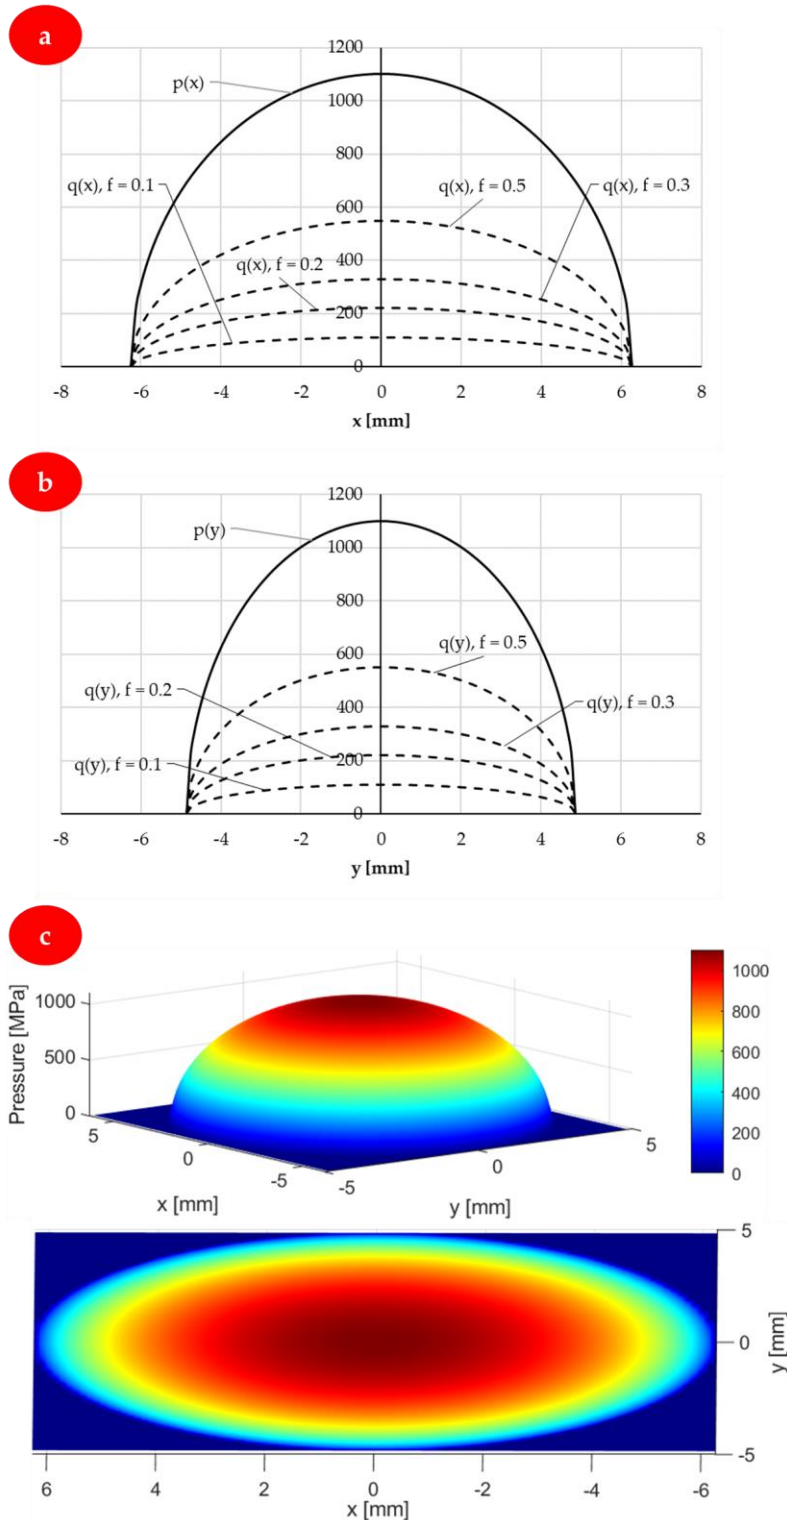 a
1200
p(x)
1000
800
q(x), f = 0.1
q(x), f = 0.5
q(x), f = 0.3
600
q(x), f = 0.2
400
200
0
-8 -6 -4 -2 0 2 4 6 8
x [mm]
b
1200
p(y)
1000
800
q(y), f = 0.5
600
q(y), f = 0.2
q(y), f = 0.3
400
q(y), f = 0.1
200
0
-8 -6 -4 -2 0 2 4 6 8
y [mm]
c
Pressure [MPa]
1000
500
0
5
0
-5
x [mm]
-5
0
5
y [mm]
1000
800
600
400
200
0
5
0
-5
y [mm]
6 4 2 0 -2 -4 -6
x [mm]